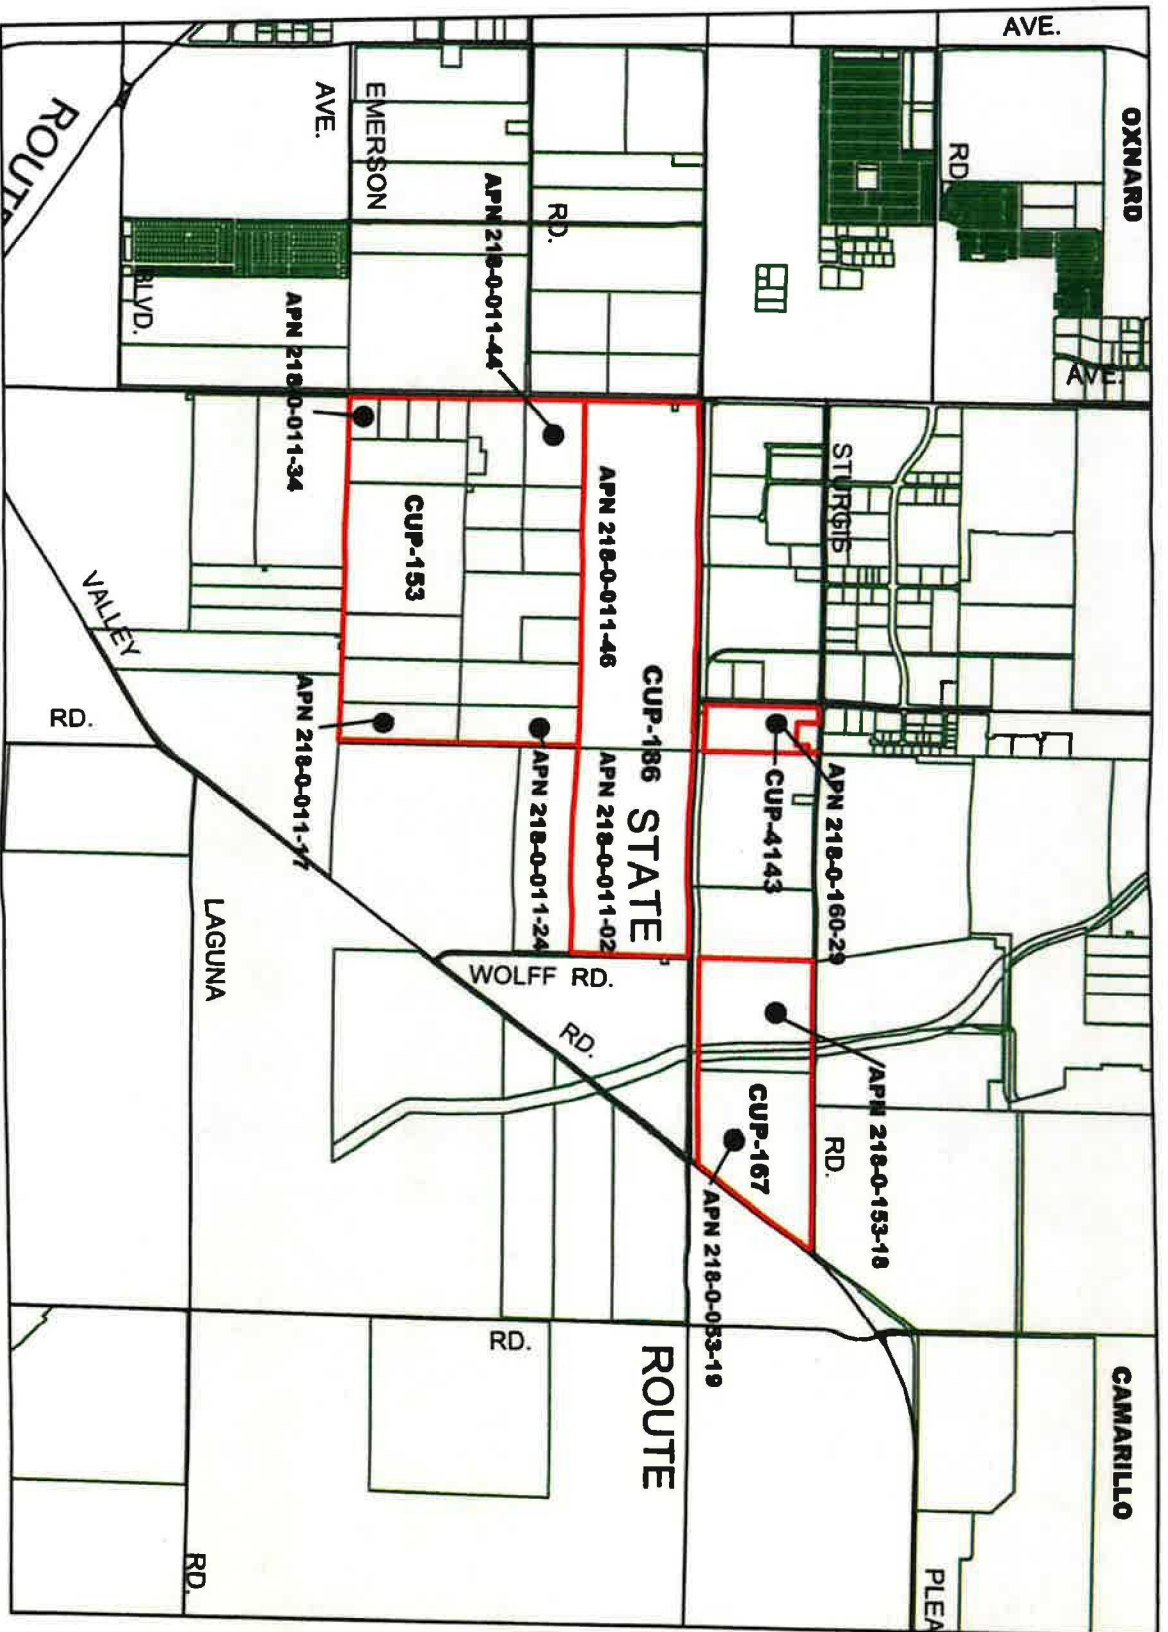 OXNARD
CAMARILLO
AVE.
RD
AVE.
PLEA
STURGIS
RD.
APN 218-0-160-29
APN 218-0-153-18
CUP-4143
CUP-167
APN 218-0-053-19
CUP-186
STATE
ROUTE
APN 218-0-011-46
APN 218-0-011-02
RD.
WOLFF RD.
RD.
APN 218-0-011-44
APN 218-0-011-24
RD.
EMERSON
AVE.
CUP-153
APN 218-0-011-34
APN 218-0-011-17
BLVD.
LAGUNA
RD.
VALLEY
RD.
ROUTE